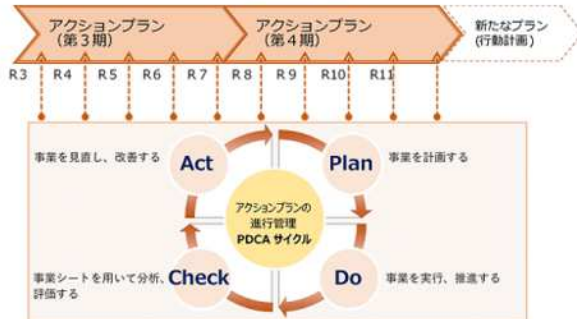 アクションプラン
（第３期）
アクションプラン
（第４期）
新たなプラン
(行動計画)
R3
R4
R5
R6
R7
R8
R9
R10
R11
事業を見直し、改善する
Act
Plan
事業を計画する
アクションプランの
進行管理
PDCA サイクル
事業シートを用いて分析、
評価する
Check
Do
事業を実行、推進する